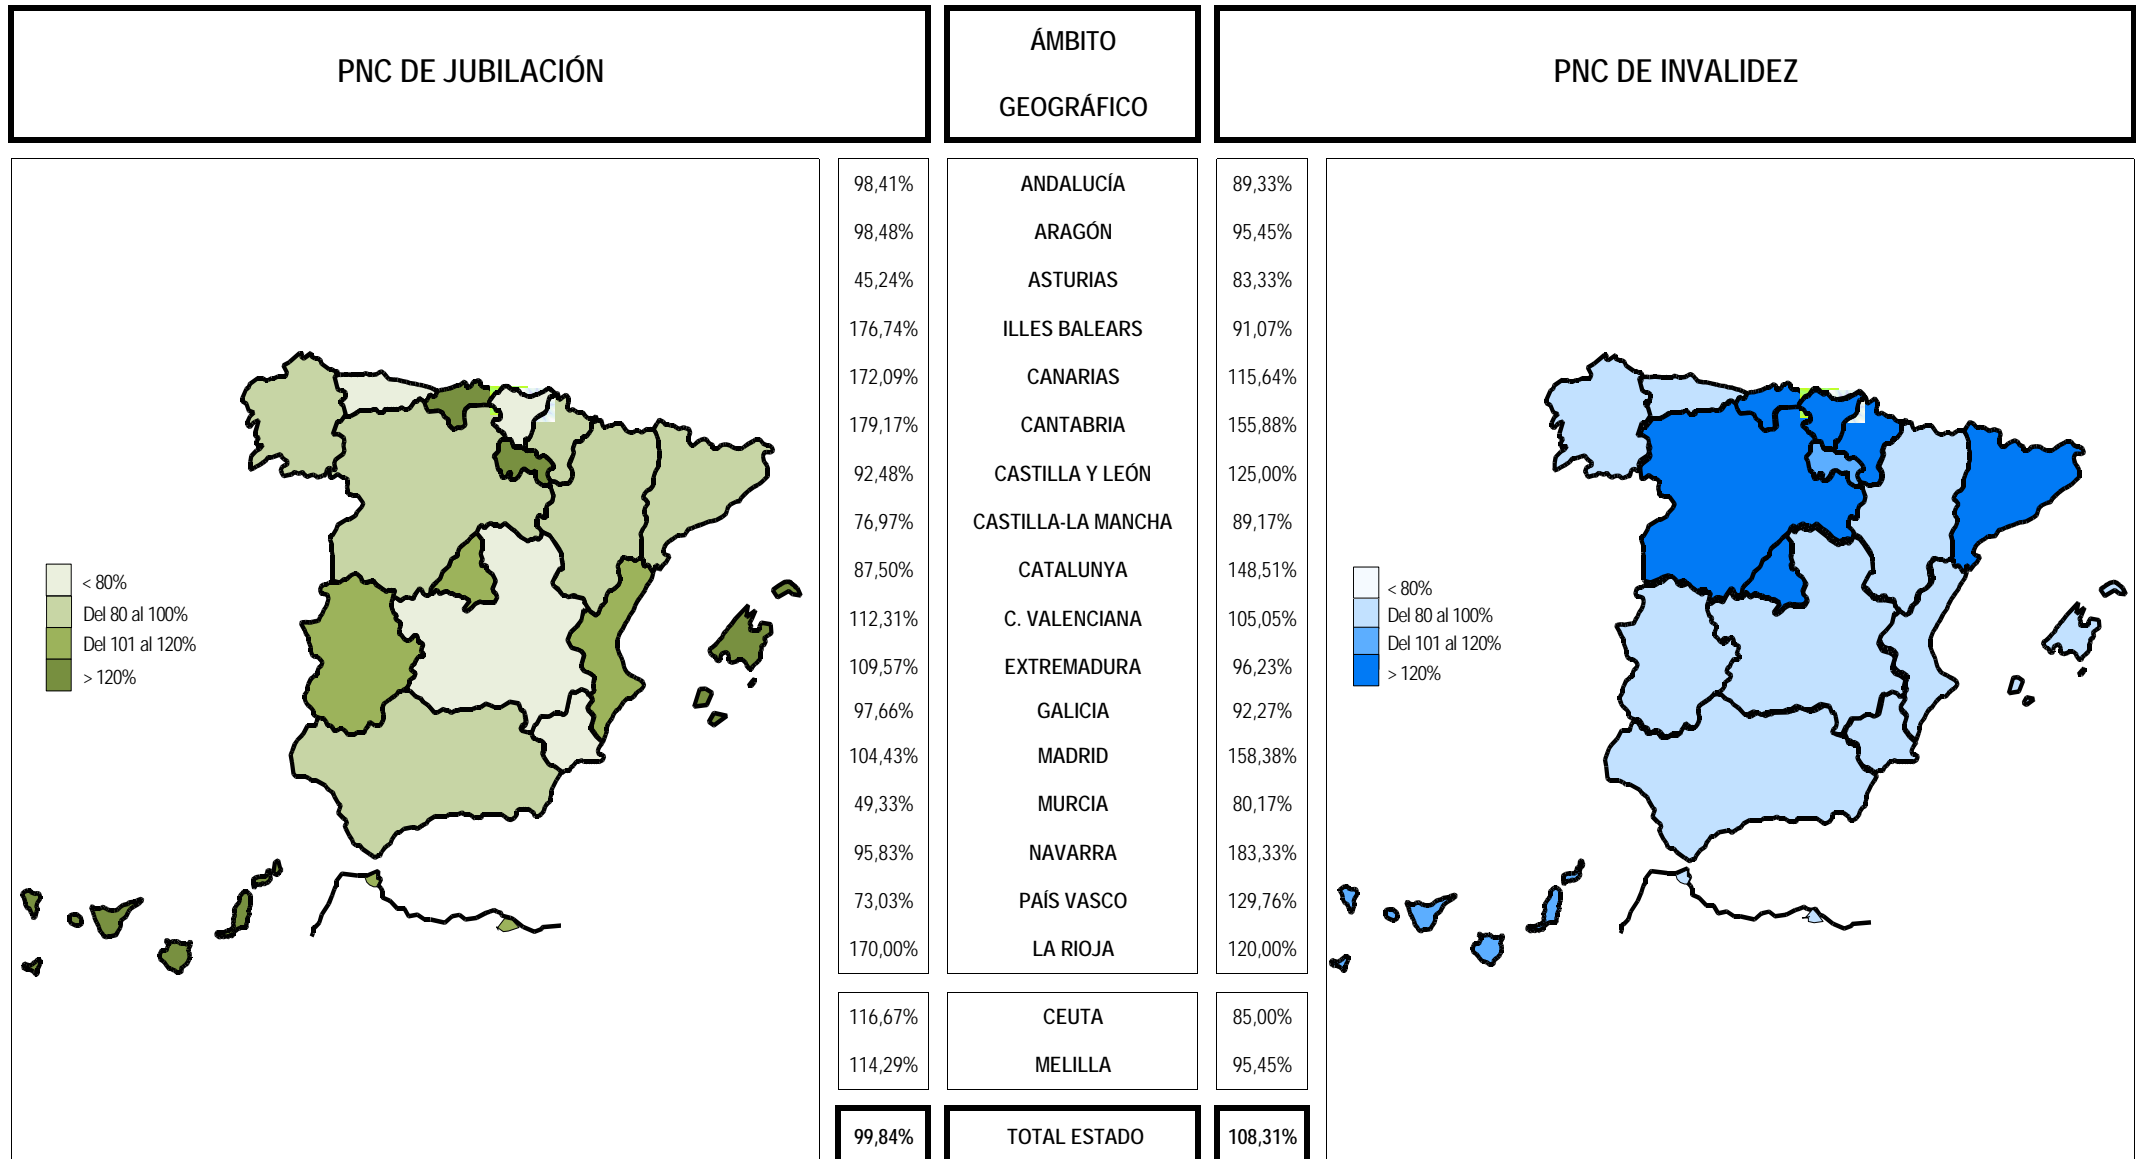 PNC DE JUBILACIÓN
ÁMBITO
GEOGRÁFICO
PNC DE INVALIDEZ
98,41% ANDALUCÍA 89,33%
98,48% ARAGÓN 95,45%
45,24% ASTURIAS 83,33%
176,74% ILLES BALEARS 91,07%
172,09% CANARIAS 115,64%
179,17% CANTABRIA 155,88%
92,48% CASTILLA Y LEÓN 125,00%
76,97% CASTILLA-LA MANCHA 89,17%
87,50% CATALUNYA 148,51%
112,31% C. VALENCIANA 105,05%
109,57% EXTREMADURA 96,23%
97,66% GALICIA 92,27%
104,43% MADRID 158,38%
49,33% MURCIA 80,17%
95,83% NAVARRA 183,33%
73,03% PAÍS VASCO 129,76%
170,00% LA RIOJA 120,00%
116,67% CEUTA 85,00%
114,29% MELILLA 95,45%
99,84% TOTAL ESTADO 108,31%
< 80%
Del 80 al 100%
Del 101 al 120%
> 120%
< 80%
Del 80 al 100%
Del 101 al 120%
> 120%